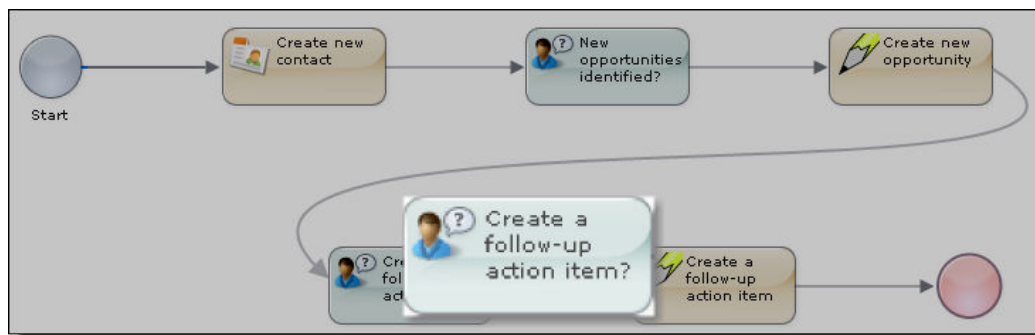 Create new
contact
?
New
opportunities
identified?
Create new
opportunity
Start
?
Create a
follow-up
action item?
?
Cr
fol
act
Create a
follow-up
action item